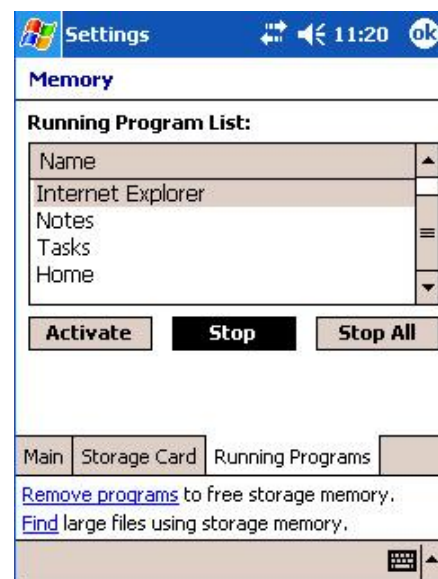 Settings 11:20 ok
Memory
Running Program List:
Name
Internet Explorer
Notes
Tasks
Home
Activate Stop Stop All
Main Storage Card Running Programs
Remove programs to free storage memory.
Find large files using storage memory.